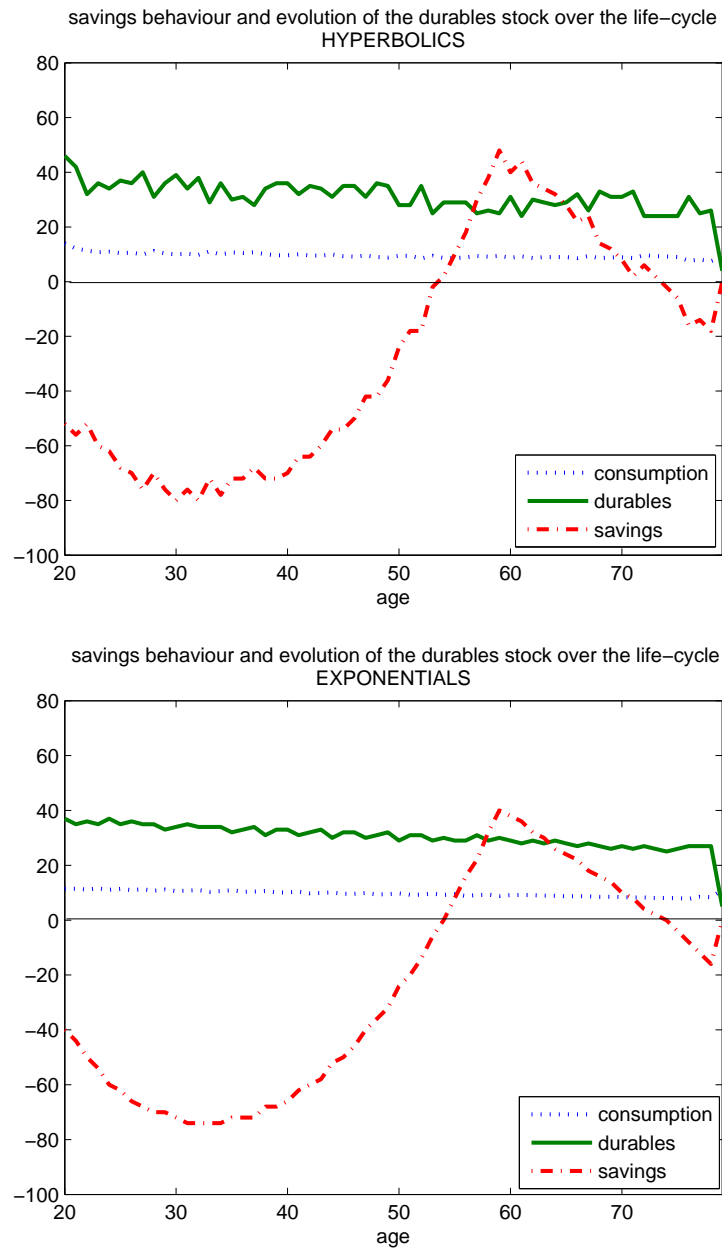 savings behaviour and evolution of the durables stock over the life−cycle
HYPERBOLICS
80
60
40
20
0
−20
−40
−60
−80
−100
20 30 40 50 60 70
age
consumption
durables
savings
savings behaviour and evolution of the durables stock over the life−cycle
EXPONENTIALS
80
60
40
20
0
−20
−40
−60
−80
−100
20 30 40 50 60 70
age
consumption
durables
savings